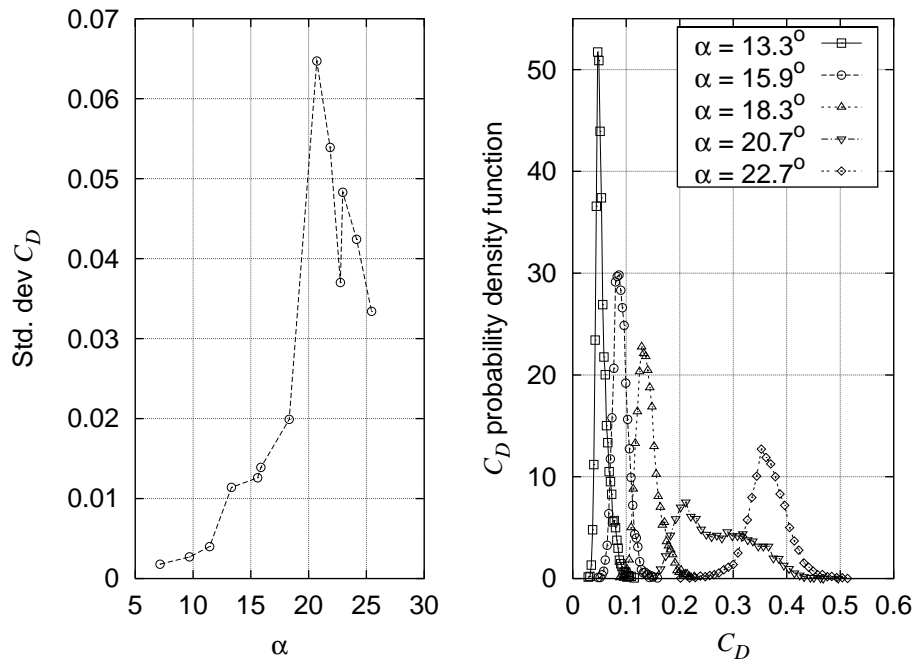 Std. dev C_D
0.07
0.06
0.05
0.04
0.03
0.02
0.01
0
5 10 15 20 25 30
α
C_D probability density function
50
40
30
20
10
0
0 0.1 0.2 0.3 0.4 0.5 0.6
C_D
α = 13.3°
α = 15.9°
α = 18.3°
α = 20.7°
α = 22.7°